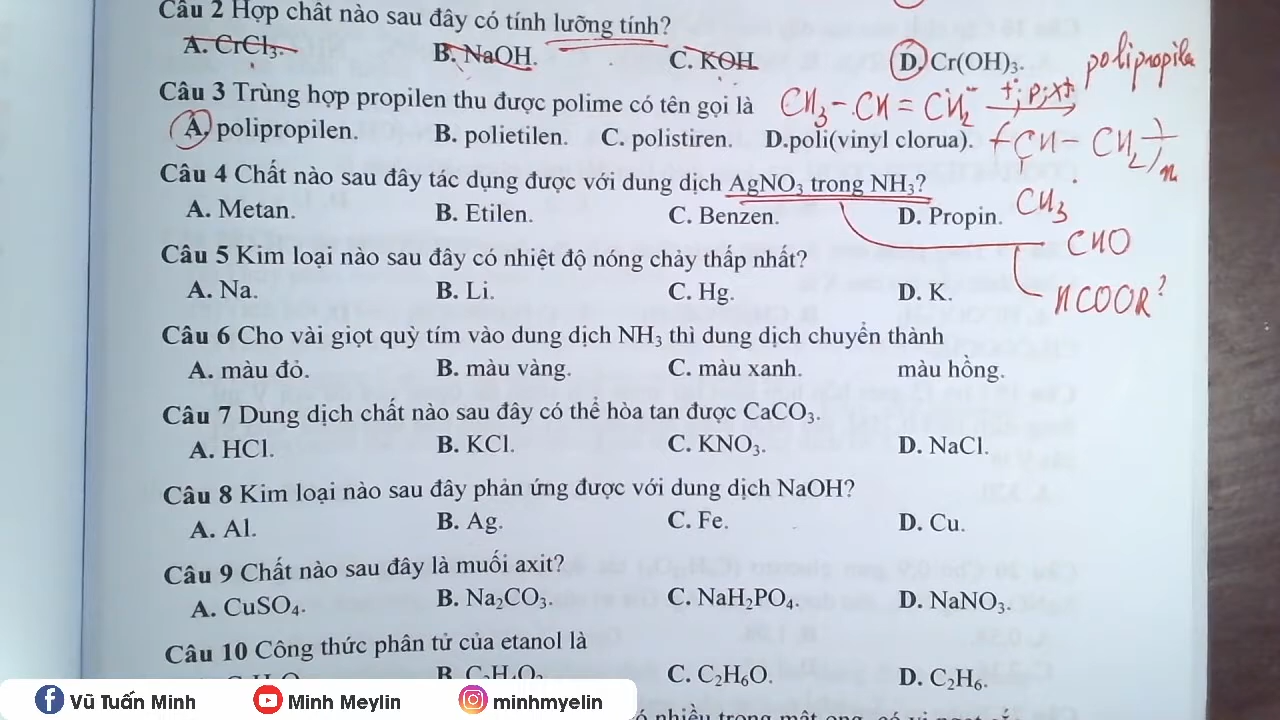 Câu 2 Hợp chất nào sau đây có tính lưỡng tính?
A. CrCl₃. B. NaOH. C. KOH D. Cr(OH)₃.
Câu 3 Trùng hợp propilen thu được polime có tên gọi là
CH₃ – CH = CH₂ t°, p, xt polipropilen
A. polipropilen. B. polietilen. C. polistiren. D.poli(vinyl clorua).
(CH – CH₂)n
CH₃
Câu 4 Chất nào sau đây tác dụng được với dung dịch AgNO₃ trong NH₃?
A. Metan. B. Etilen. C. Benzen. D. Propin.
CHO
HCOOR?
Câu 5 Kim loại nào sau đây có nhiệt độ nóng chảy thấp nhất?
A. Na. B. Li. C. Hg. D. K.
Câu 6 Cho vài giọt quỳ tím vào dung dịch NH₃ thì dung dịch chuyển thành
A. màu đỏ. B. màu vàng. C. màu xanh. màu hồng.
Câu 7 Dung dịch chất nào sau đây có thể hòa tan được CaCO₃.
A. HCl. B. KCl. C. KNO₃. D. NaCl.
Câu 8 Kim loại nào sau đây phản ứng được với dung dịch NaOH?
A. Al. B. Ag. C. Fe. D. Cu.
Câu 9 Chất nào sau đây là muối axit?
A. CuSO₄. B. Na₂CO₃. C. NaH₂PO₄. D. NaNO₃.
Câu 10 Công thức phân tử của etanol là
C. C₂H₆O. D. C₂H₆.
Vũ Tuấn Minh Minh Meylin minhmyelin